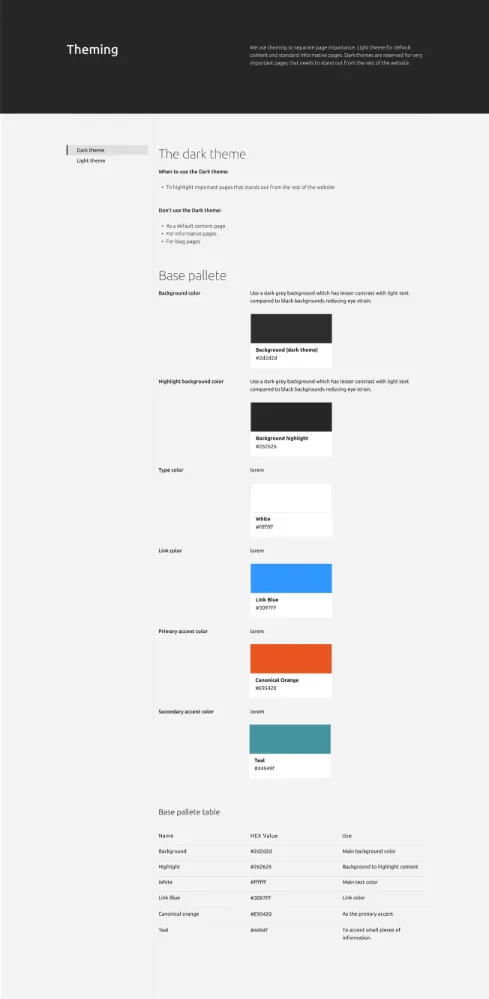 Theming
We use theming to separate page importance. Light theme for default
content and standard informative pages. Dark themes are reserved for very
important pages that needs to stand out from the rest of the website.
Dark theme
Light theme
The dark theme
When to use the Dark theme:
• To highlight important pages that stands out from the rest of the website
Don't use the Dark theme:
• As a default content page
• For informative pages
• For blog pages
Base pallete
Background color
Use a dark grey background which has lesser contrast with light text
compared to black backgrounds reducing eye strain.
Background (dark theme)
#2d2d2d
Highlight background color
Use a dark grey background which has lesser contrast with light text
compared to black backgrounds reducing eye strain.
Background highlight
#262626
Type color
lorem
White
#ffffff
Link color
lorem
Link Blue
#3097FF
Primary accent color
lorem
Canonical Orange
#E95420
Secondary accent color
lorem
Teal
#44949f
Base pallete table
Name HEX Value Use
Background #2d2d2d Main background color
Highlight #262626 Background to highlight content
White #ffffff Main text color
Link Blue #3097FF Link color
Canonical orange #E95420 As the primary accent
Teal #4494f To accent small pieces of
information.